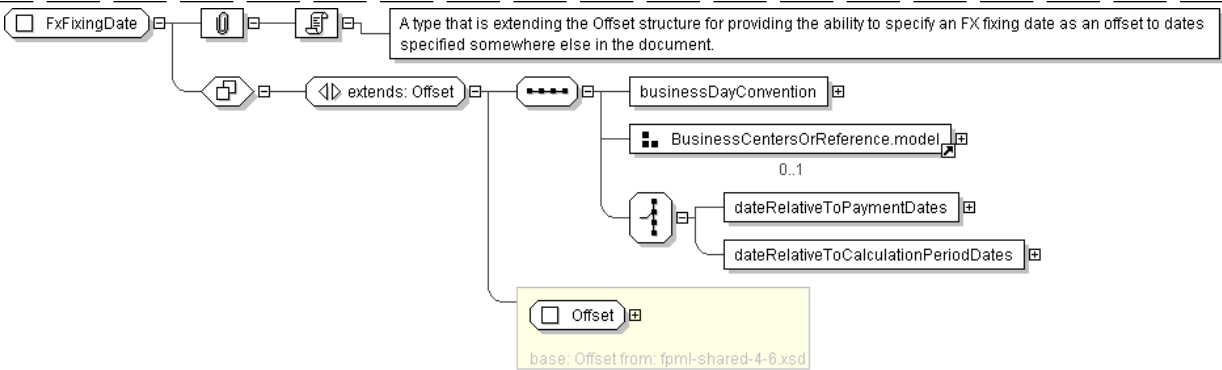 FxFixingDate
A type that is extending the Offset structure for providing the ability to specify an FX fixing date as an offset to dates
specified somewhere else in the document.
extends: Offset
businessDayConvention
BusinessCentersOrReference.model
0..1
dateRelativeToPaymentDates
dateRelativeToCalculationPeriodDates
Offset
base: Offset from: fpml-shared-4-6.xsd